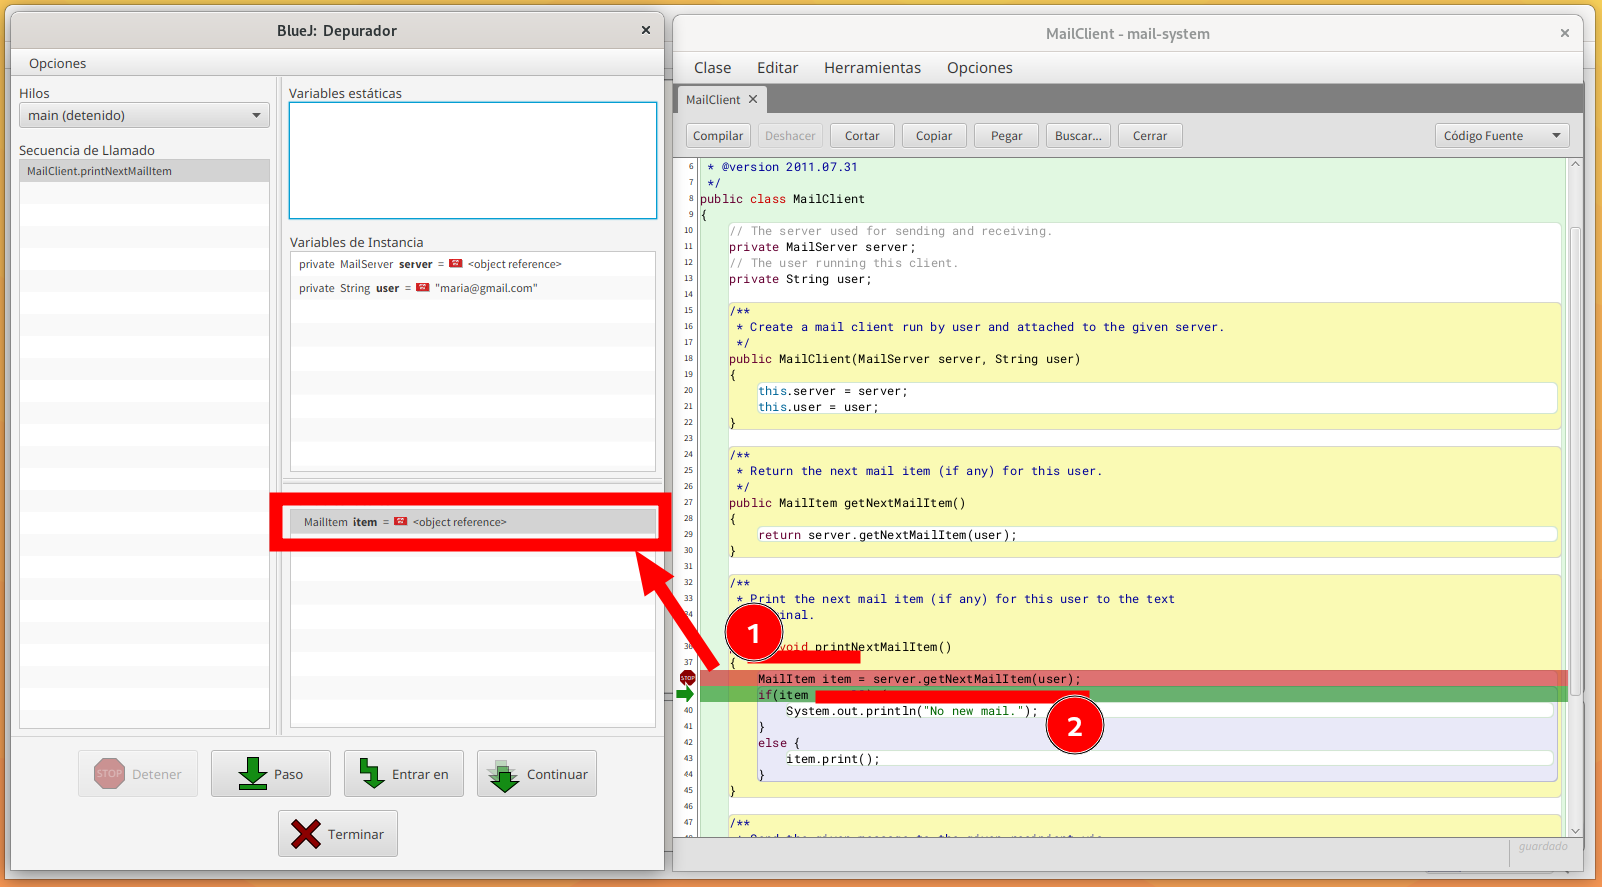 BlueJ: Depurador
×
Opciones
Hilos
main (detenido)
Secuencia de Llamado
MailClient.printNextMailItem
Variables estáticas
Variables de Instancia
private MailServer server = <object reference>
private String user = "maria@gmail.com"
MailItem item = <object reference>
STOP Detener
Paso
Entrar en
Continuar
Terminar
MailClient - mail-system
×
Clase Editar Herramientas Opciones
MailClient ×
Compilar Deshacer Cortar Copiar Pegar Buscar... Cerrar Código Fuente
6 * @version 2011.07.31
7 */
8 public class MailClient
9 {
10 // The server used for sending and receiving.
11 private MailServer server;
12 // The user running this client.
13 private String user;
14
15 /**
16 * Create a mail client run by user and attached to the given server.
17 */
18 public MailClient(MailServer server, String user)
19 {
20 this.server = server;
21 this.user = user;
22 }
23
24 /**
25 * Return the next mail item (if any) for this user.
26 */
27 public MailItem getNextMailItem()
28 {
29 return server.getNextMailItem(user);
30 }
31
32 /**
33 * Print the next mail item (if any) for this user to the text
1
void printNextMailItem()
37 {
STOP MailItem item = server.getNextMailItem(user);
if(item
40 System.out.println("No new mail.");
2
41 }
42 else {
43 item.print();
44 }
45 }
46
47 /**
guardado